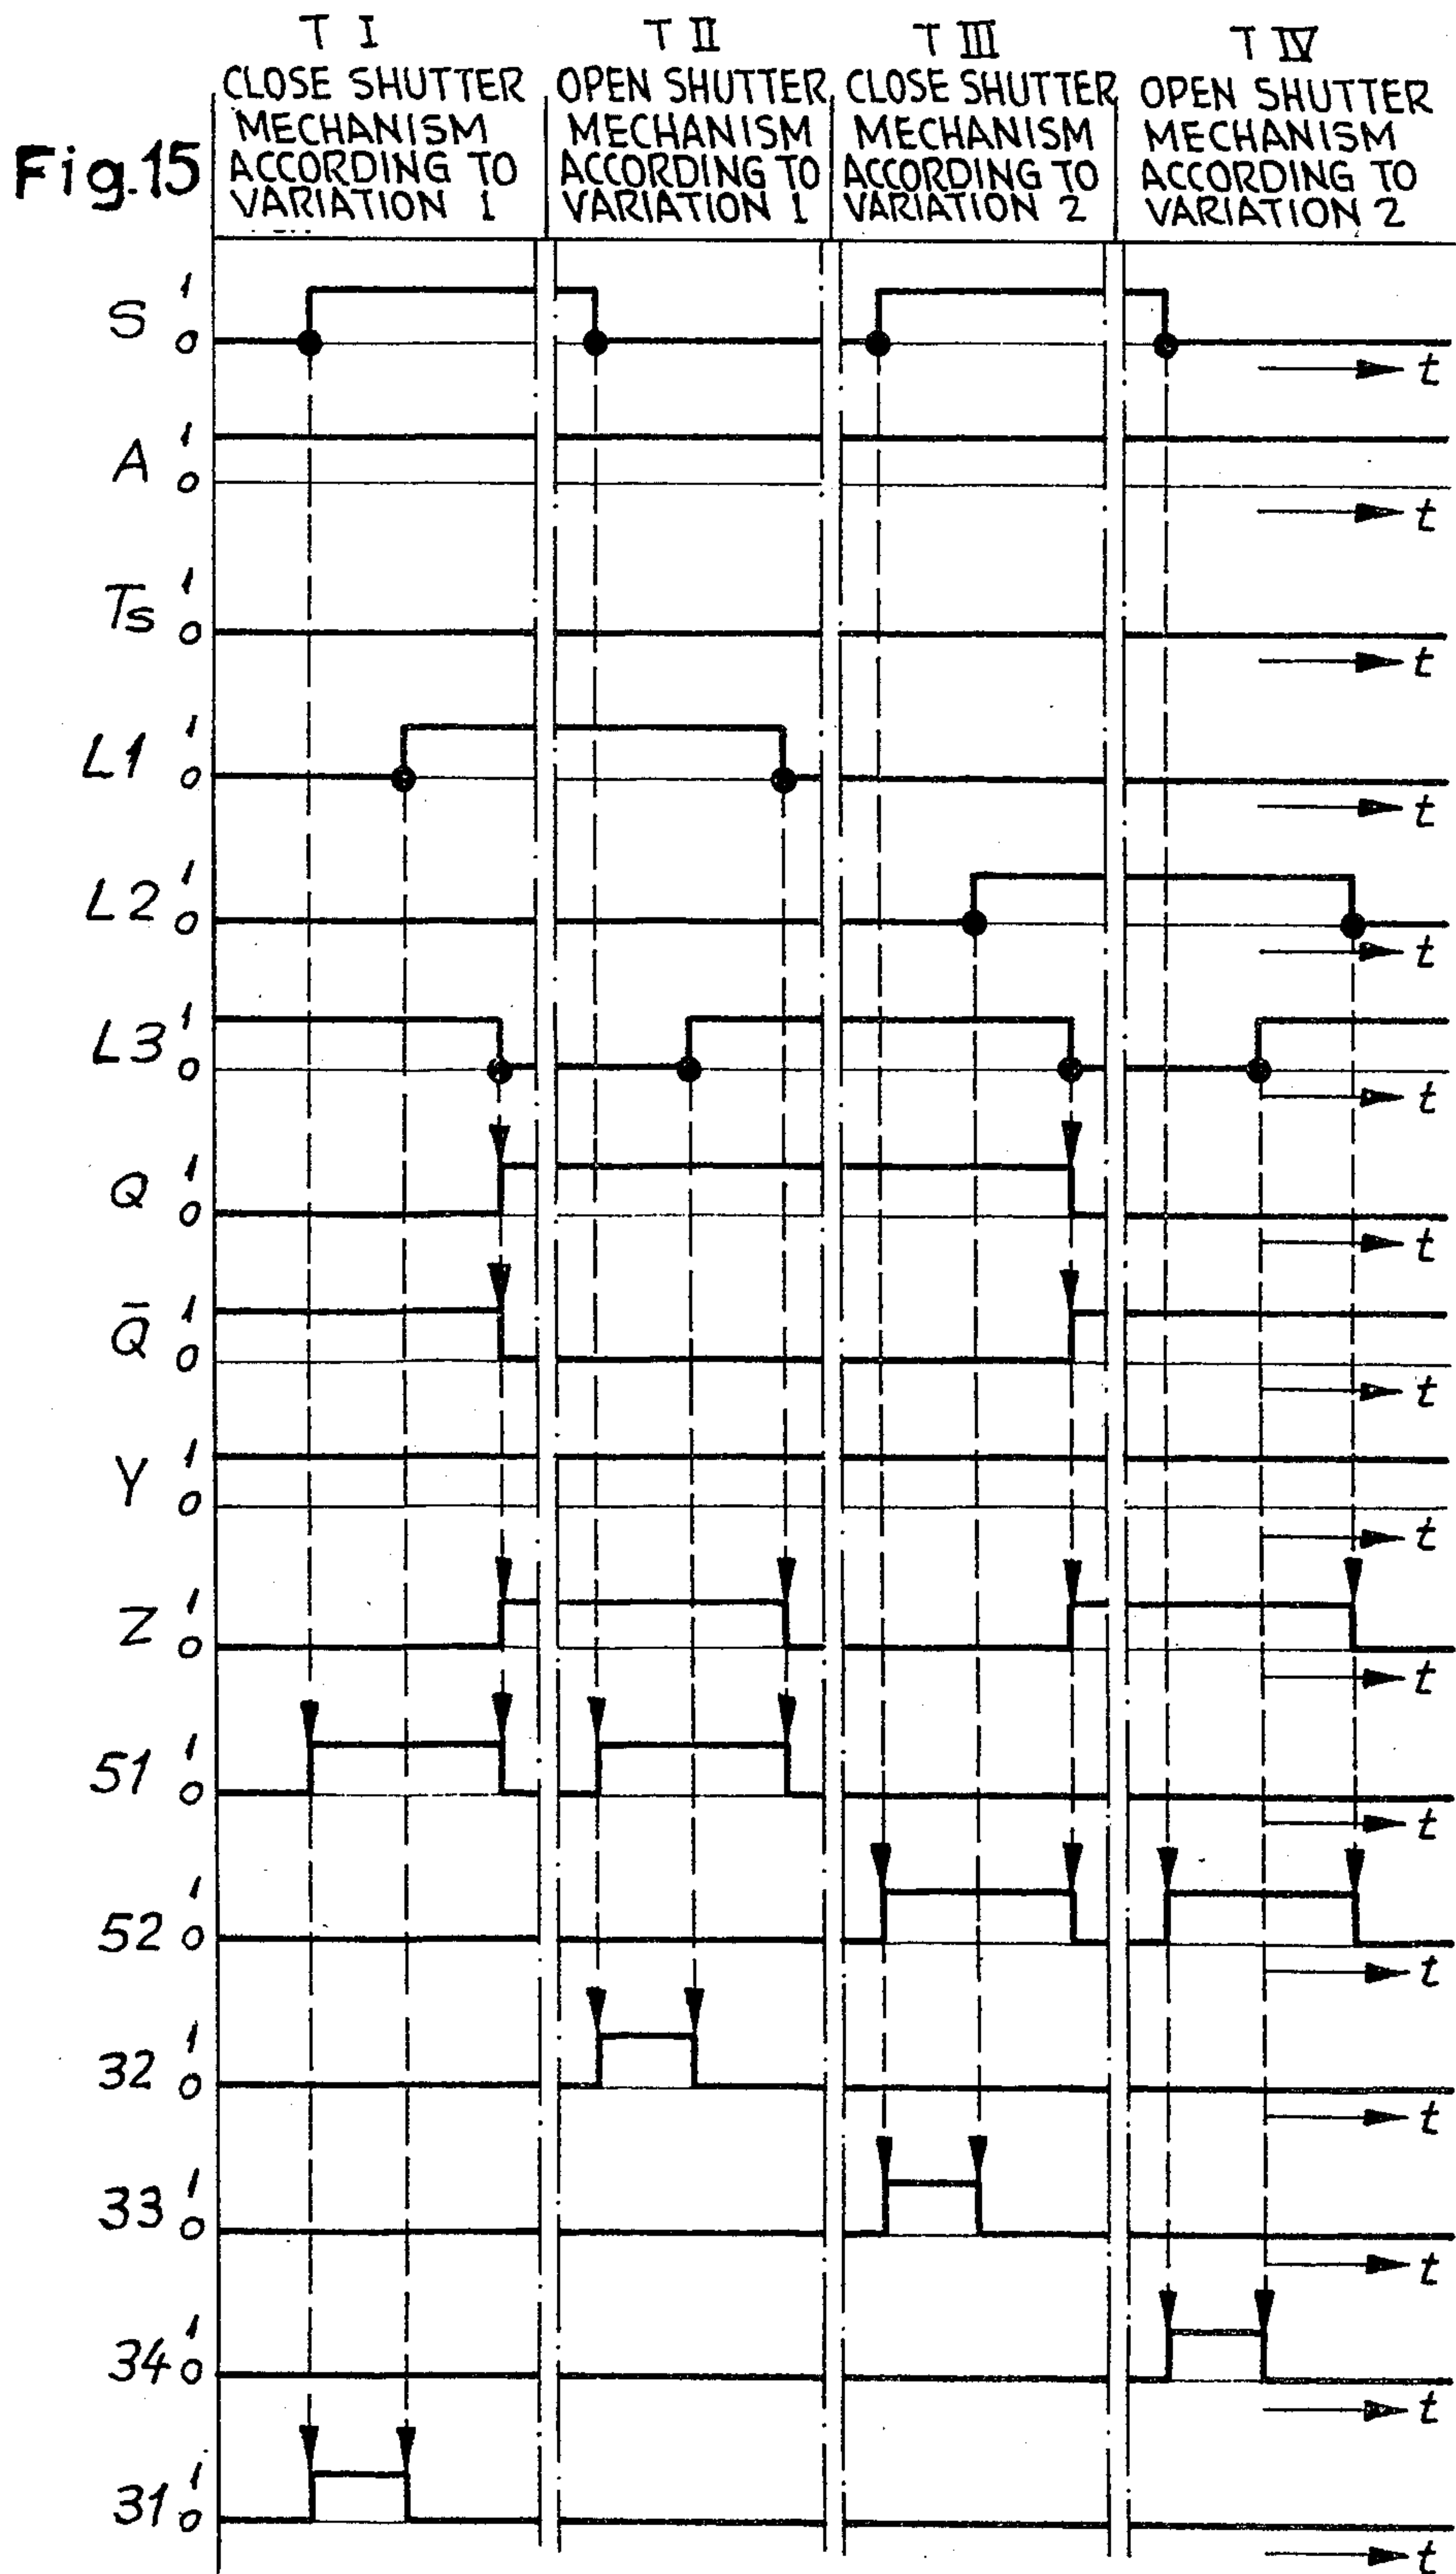 T I
CLOSE SHUTTER
MECHANISM
ACCORDING TO
VARIATION 1
T II
OPEN SHUTTER
MECHANISM
ACCORDING TO
VARIATION 1
T III
CLOSE SHUTTER
MECHANISM
ACCORDING TO
VARIATION 2
T IV
OPEN SHUTTER
MECHANISM
ACCORDING TO
VARIATION 2
Fig.15
S 1
0
t
A 1
0
t
Ts 1
0
t
L1 1
0
t
L2 1
0
t
L3 1
0
t
Q 1
0
t
Q̄ 1
0
t
Y 1
0
t
Z 1
0
t
51 1
0
t
52 1
0
t
32 1
0
t
33 1
0
t
34 1
0
t
31 1
0
t